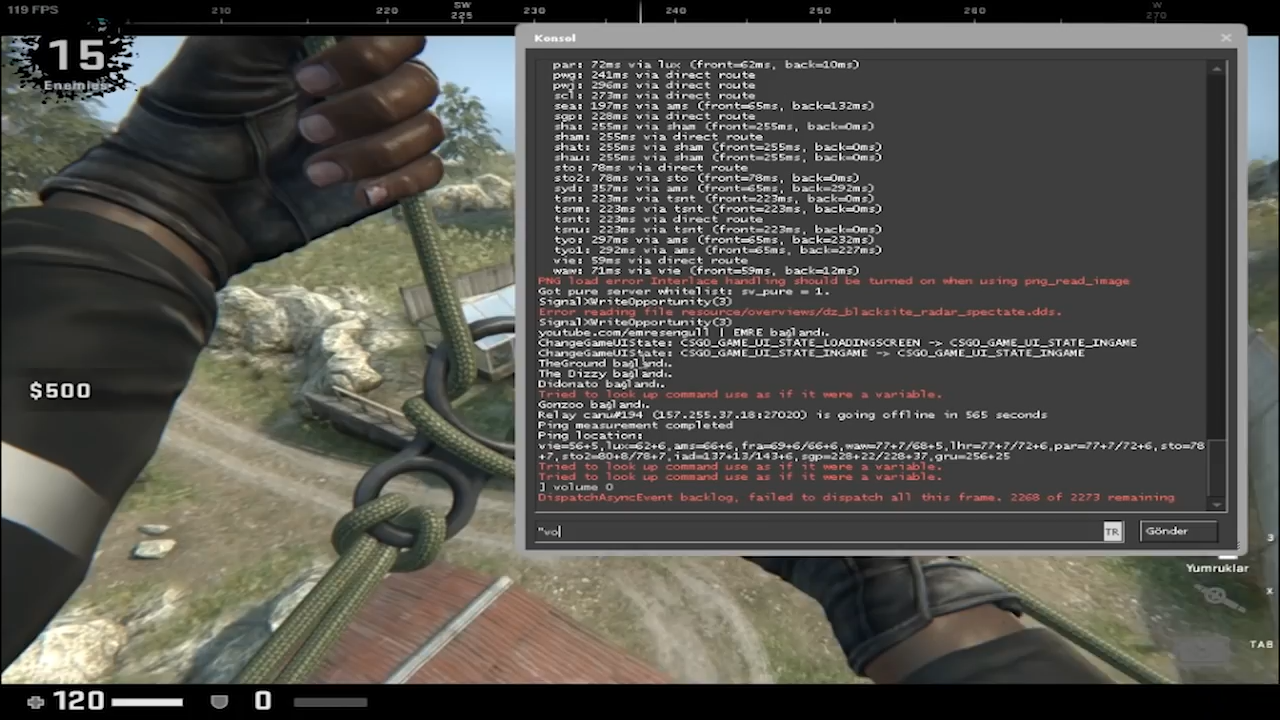 119 FPS
210
220
SW
225
230
240
250
260
W
270
15
Enemies
Konsol
par: 72ms via lux (front=62ms, back=10ms)
pwg: 241ms via direct route
pwj: 296ms via direct route
scl: 273ms via direct route
sea: 197ms via ams (front=65ms, back=132ms)
sgp: 228ms via direct route
sha: 255ms via sham (front=255ms, back=0ms)
sham: 255ms via direct route
shat: 255ms via sham (front=255ms, back=0ms)
shau: 255ms via sham (front=255ms, back=0ms)
sto: 78ms via direct route
sto2: 78ms via sto (front=78ms, back=0ms)
syd: 357ms via ams (front=65ms, back=292ms)
tsn: 223ms via tsnt (front=223ms, back=0ms)
tsnm: 223ms via tsnt (front=223ms, back=0ms)
tsnt: 223ms via direct route
tsnu: 223ms via tsnt (front=223ms, back=0ms)
tyo: 297ms via ams (front=65ms, back=232ms)
tyo1: 292ms via ams (front=65ms, back=227ms)
vie: 59ms via direct route
waw: 71ms via vie (front=59ms, back=12ms)
PNG load error Interlace handling should be turned on when using png_read_image
Got pure server whitelist: sv_pure = 1.
SignalXWriteOpportunity(3)
Error reading file resource/overviews/dz_blacksite_radar_spectate.dds.
SignalXWriteOpportunity(3)
youtube.com/emresengull | EMRE bağlandı.
ChangeGameUIState: CSGO_GAME_UI_STATE_LOADINGSCREEN -> CSGO_GAME_UI_STATE_INGAME
ChangeGameUIState: CSGO_GAME_UI_STATE_INGAME -> CSGO_GAME_UI_STATE_INGAME
TheGround bağlandı.
The Dizzy bağlandı.
Didonato bağlandı.
Tried to look up command use as if it were a variable.
Gonzoo bağlandı.
Relay canu#194 (157.255.37.18:27020) is going offline in 565 seconds
Ping measurement completed
Ping location:
vie=56+5,lux=62+6,ams=66+6,fra=69+6/66+6,waw=77+7/68+5,lhr=77+7/72+6,par=77+7/72+6,sto=78
+7,sto2=80+8/78+7,iad=137+13/143+6,sgp=228+22/228+37,gru=256+25
Tried to look up command use as if it were a variable.
Tried to look up command use as if it were a variable.
] volume 0
DispatchAsyncEvent backlog, failed to dispatch all this frame. 2268 of 2273 remaining
"vo
TR
Gönder
$500
3
Yumruklar
X
TAB
120
0